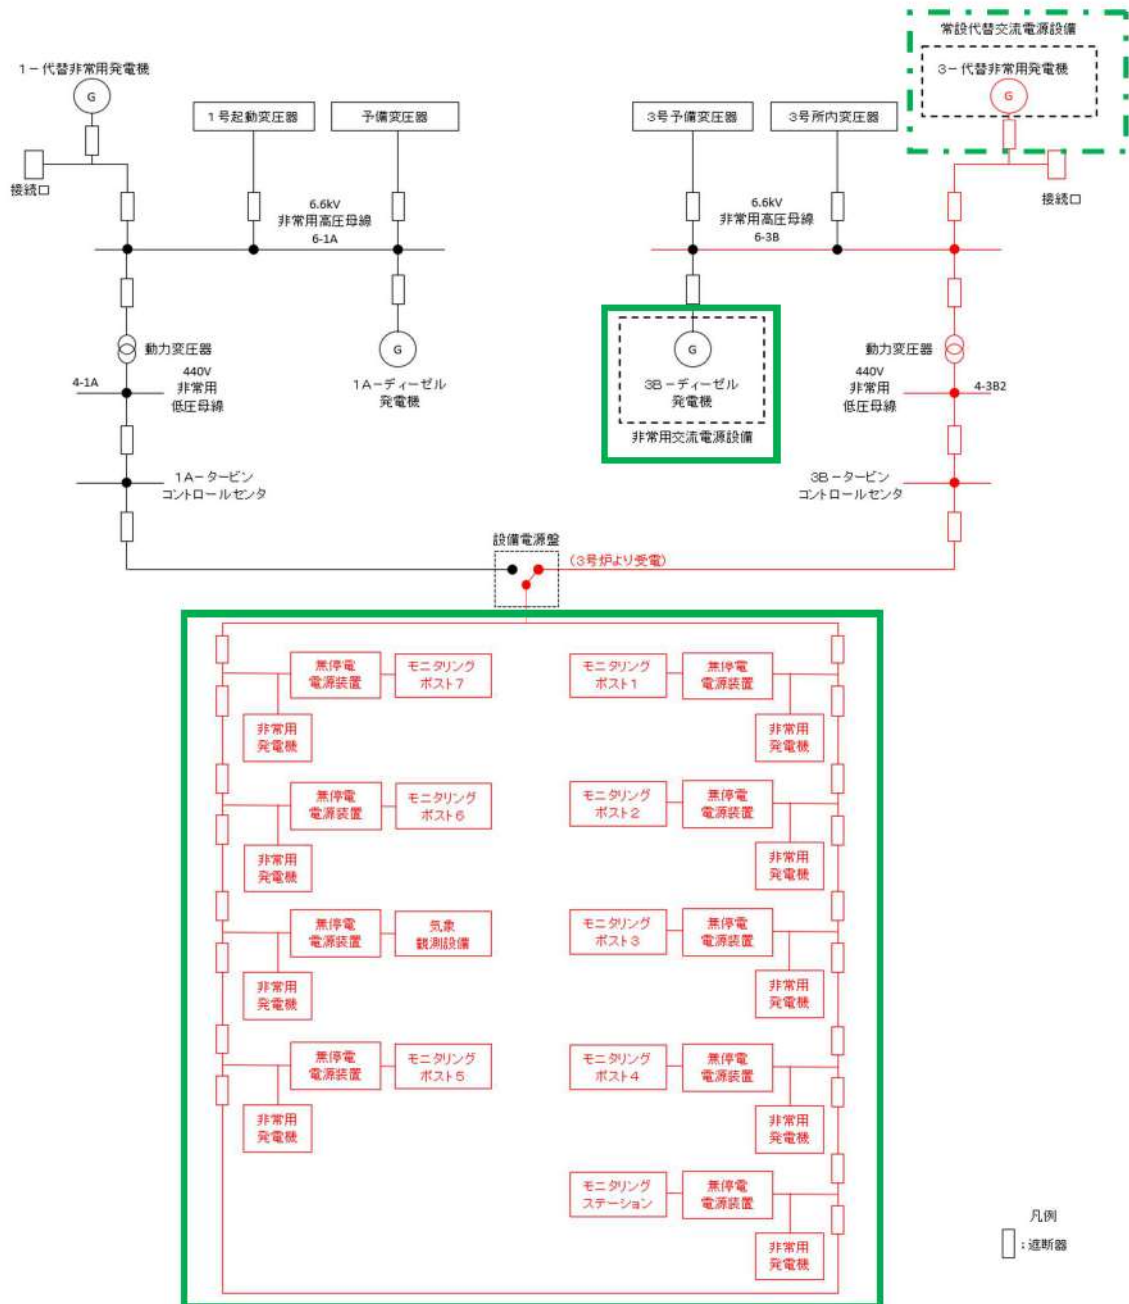 常設代替交流電源設備
1－代替非常用発電機
G
3－代替非常用発電機
G
1号起動変圧器
予備変圧器
3号予備変圧器
3号所内変圧器
接続口
接続口
6.6kV
非常用高圧母線
6-1A
6.6kV
非常用高圧母線
6-3B
動力変圧器
G
1A－ディーゼル
発電機
G
3B－ディーゼル
発電機
非常用交流電源設備
動力変圧器
4-1A
440V
非常用
低圧母線
440V
非常用
低圧母線
4-3B2
1A－タービン
コントロールセンタ
3B－タービン
コントロールセンタ
設備電源盤
(3号炉より受電)
無停電
電源装置
モニタリング
ポスト7
モニタリング
ポスト1
無停電
電源装置
非常用
発電機
非常用
発電機
無停電
電源装置
モニタリング
ポスト6
モニタリング
ポスト2
無停電
電源装置
非常用
発電機
非常用
発電機
無停電
電源装置
気象
観測設備
モニタリング
ポスト3
無停電
電源装置
非常用
発電機
非常用
発電機
無停電
電源装置
モニタリング
ポスト5
モニタリング
ポスト4
無停電
電源装置
非常用
発電機
非常用
発電機
モニタリング
ステーション
無停電
電源装置
非常用
発電機
凡例
：遮断器